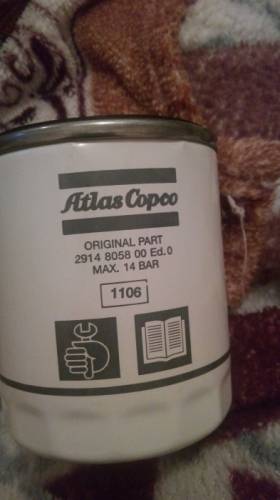 Atlas Copco
ORIGINAL PART
2914 8058 00 Ed.0
MAX. 14 BAR
1106